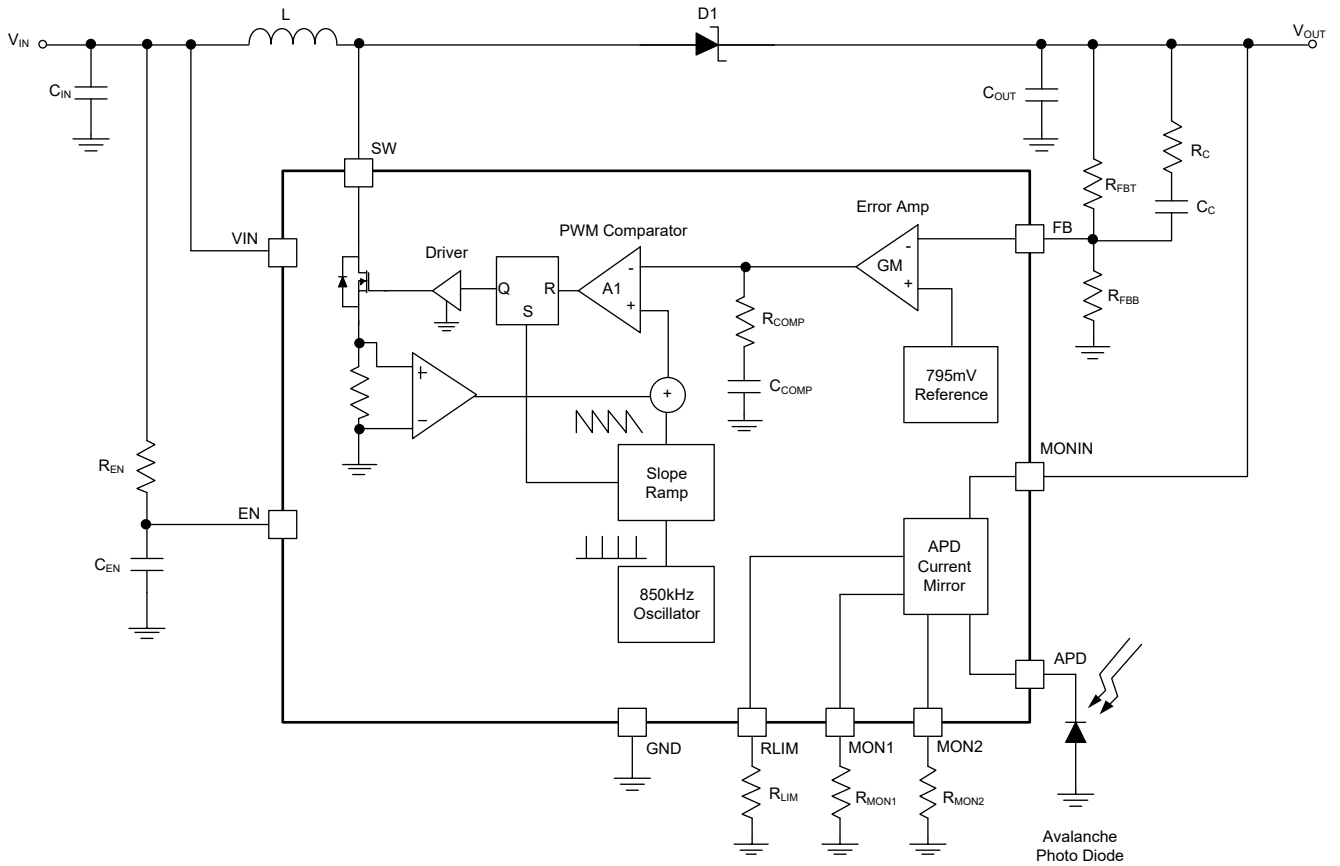 L
D1
VIN
VOUT
CIN
COUT
SW
RC
RFBT
CC
Error Amp
VIN
PWM Comparator
FB
Driver
-
-
Q
R
A1
GM
S
+
+
RFBB
RCOMP
795mV
Reference
+
CCOMP
+
−
MONIN
REN
Slope
Ramp
EN
APD
Current
Mirror
CEN
850kHz
Oscillator
APD
GND
RLIM
MON1
MON2
RLIM
RMON1
RMON2
Avalanche
Photo Diode